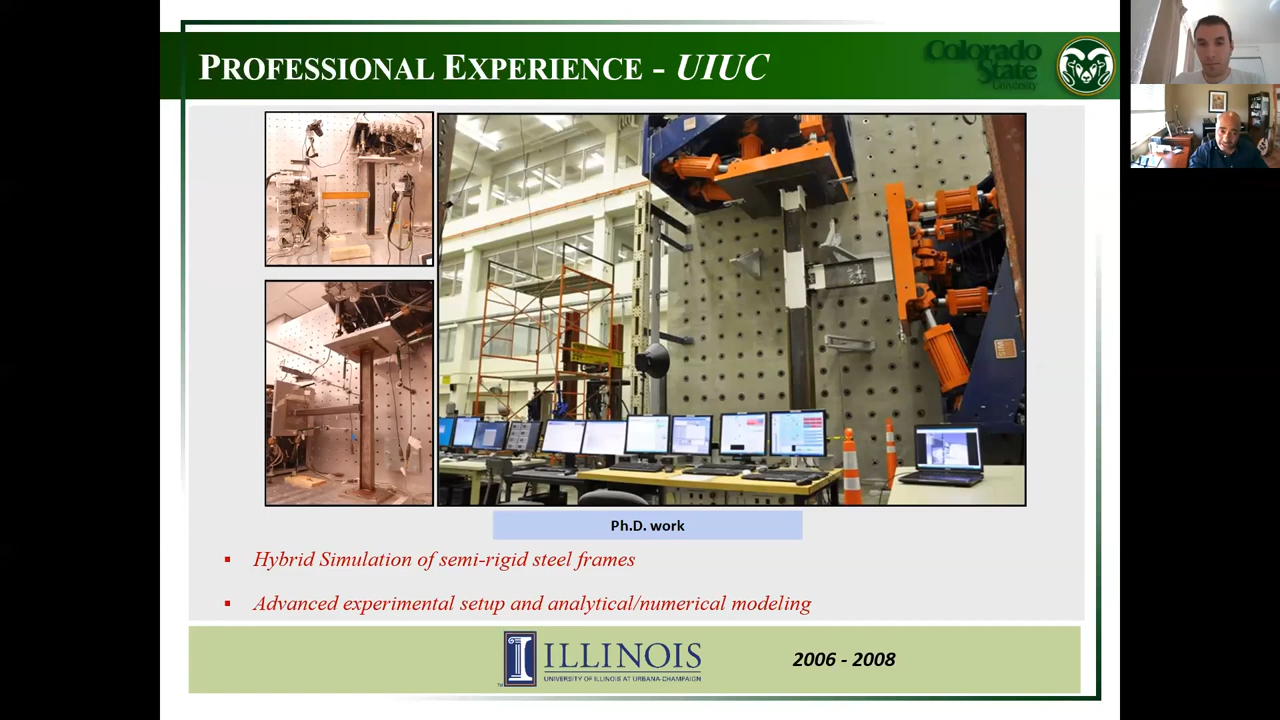 PROFESSIONAL EXPERIENCE - UIUC
Colorado
State
University
Ph.D. work
▪ Hybrid Simulation of semi-rigid steel frames
▪ Advanced experimental setup and analytical/numerical modeling
I ILLINOIS
UNIVERSITY OF ILLINOIS AT URBANA-CHAMPAIGN
TM
2006 - 2008